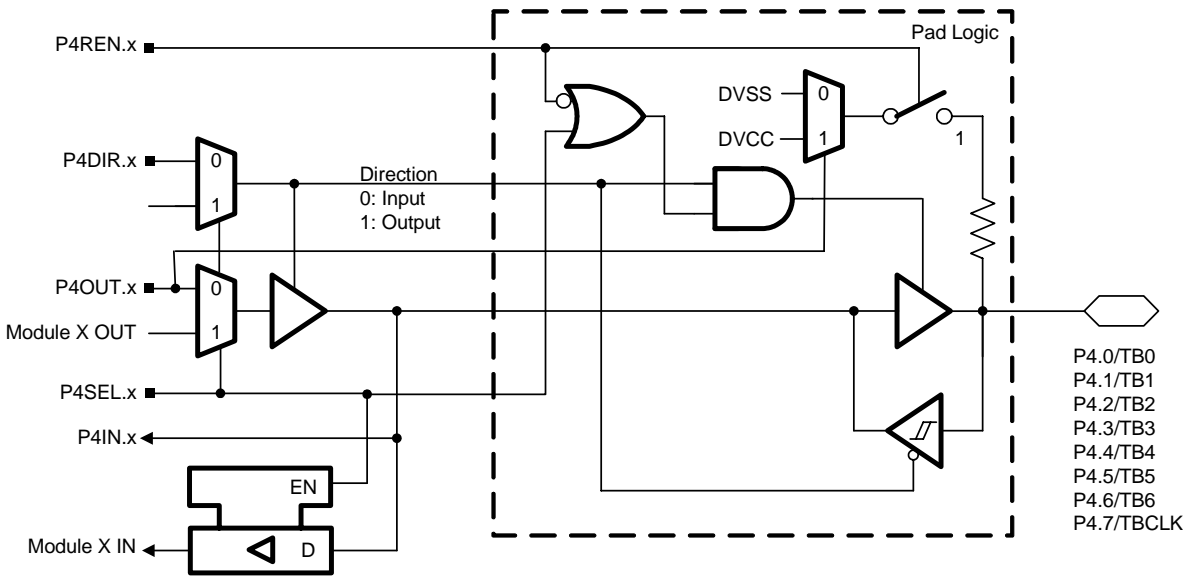 P4REN.x
Pad Logic
DVSS
0
DVCC
1
1
P4DIR.x
0
1
Direction
0: Input
1: Output
P4OUT.x
0
Module X OUT
1
P4SEL.x
P4IN.x
EN
Module X IN
D
P4.0/TB0
P4.1/TB1
P4.2/TB2
P4.3/TB3
P4.4/TB4
P4.5/TB5
P4.6/TB6
P4.7/TBCLK